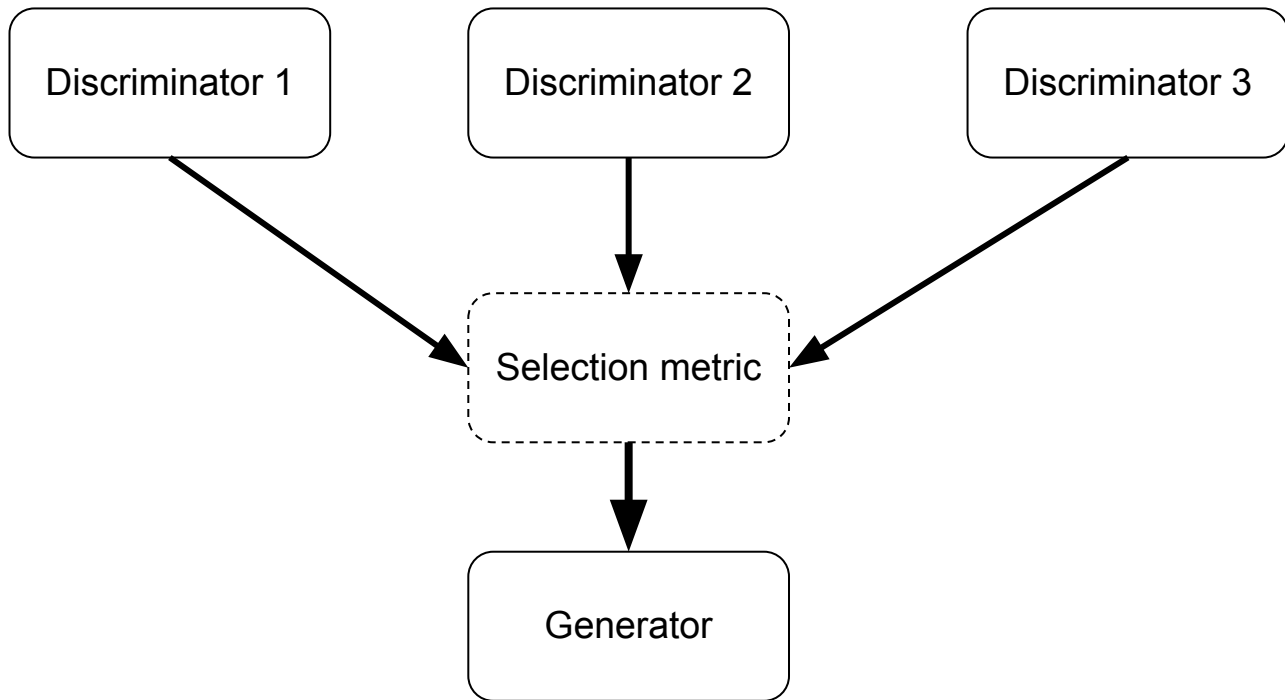 Discriminator 1
Discriminator 2
Discriminator 3
Selection metric
Generator